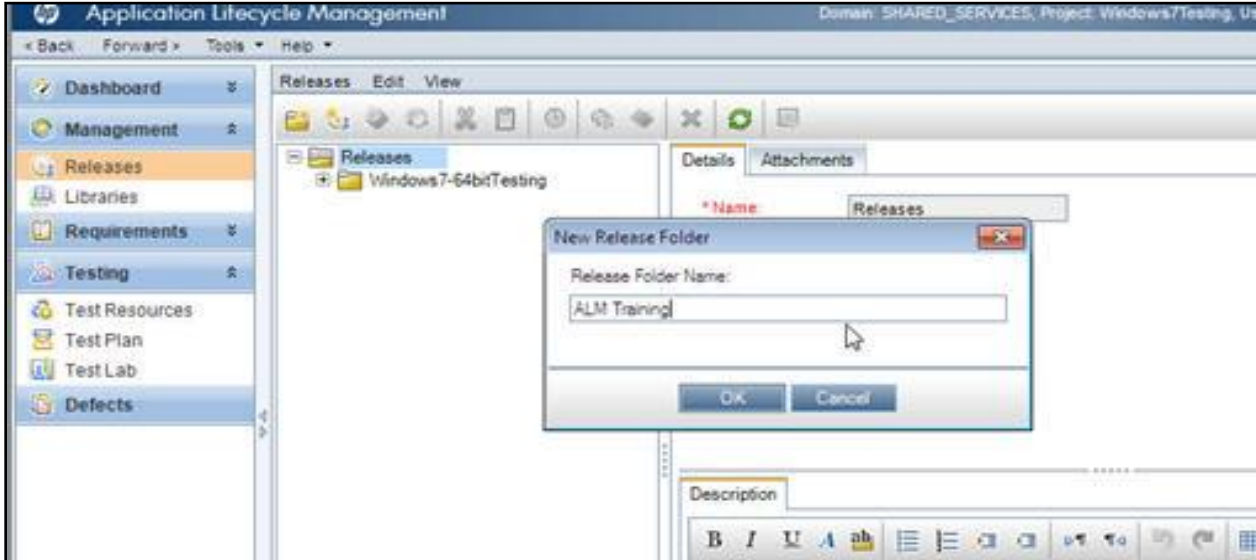 hp Application Lifecycle Management Domain: SHARED_SERVICES, Project: Windows7Testing,
< Back Forward > Tools Help
Dashboard
Management
Releases
Libraries
Requirements
Testing
Test Resources
Test Plan
Test Lab
Defects
Releases Edit View
Releases
Windows7-64bitTesting
Details Attachments
* Name: Releases
New Release Folder
Release Folder Name:
ALM Training
OK Cancel
Description
B I U A ab